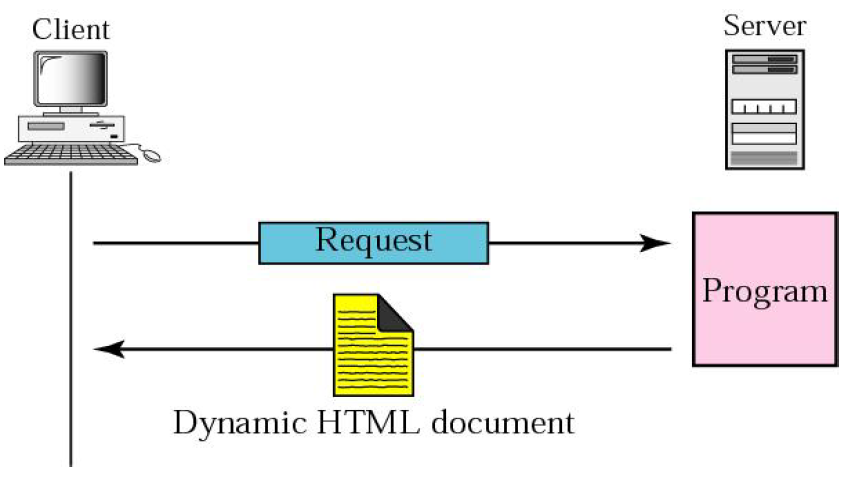 Client
Server
Request
Program
Dynamic HTML document